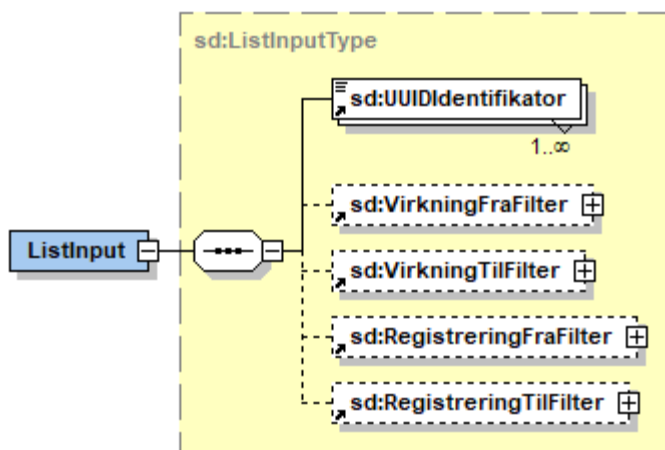 sd:ListInputType
sd:UUIDIdentifikator
1..∞
sd:VirkningFraFilter
ListInput
sd:VirkningTilFilter
sd:RegistreringFraFilter
sd:RegistreringTilFilter